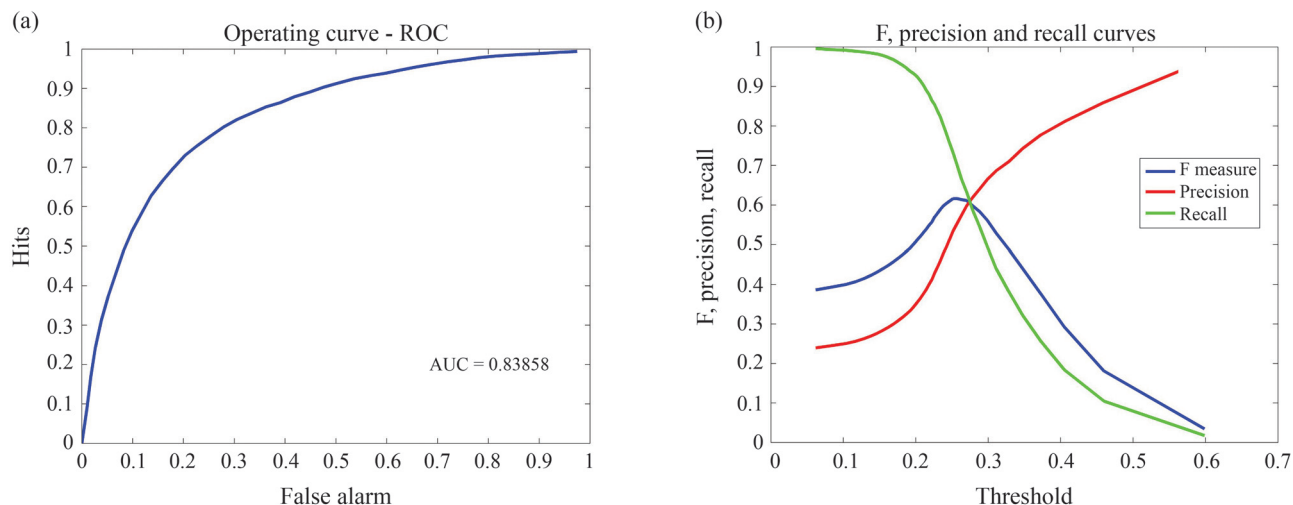 (a)
Operating curve - ROC
1
0.9
0.8
0.7
0.6
0.5
0.4
0.3
0.2
0.1
0
Hits
AUC = 0.83858
0 0.1 0.2 0.3 0.4 0.5 0.6 0.7 0.8 0.9 1
False alarm
(b)
F, precision and recall curves
1
0.9
0.8
0.7
0.6
0.5
0.4
0.3
0.2
0.1
0
F, precision, recall
F measure
Precision
Recall
0 0.1 0.2 0.3 0.4 0.5 0.6 0.7
Threshold